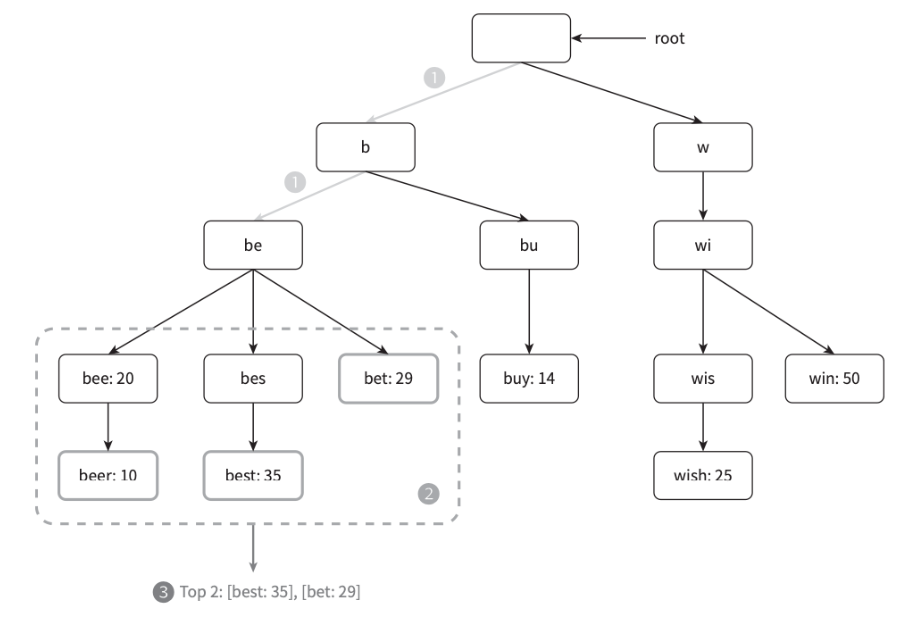 root
1
b
w
1
be
bu
wi
bee: 20
bes
bet: 29
buy: 14
wis
win: 50
beer: 10
best: 35
wish: 25
2
3 Top 2: [best: 35], [bet: 29]